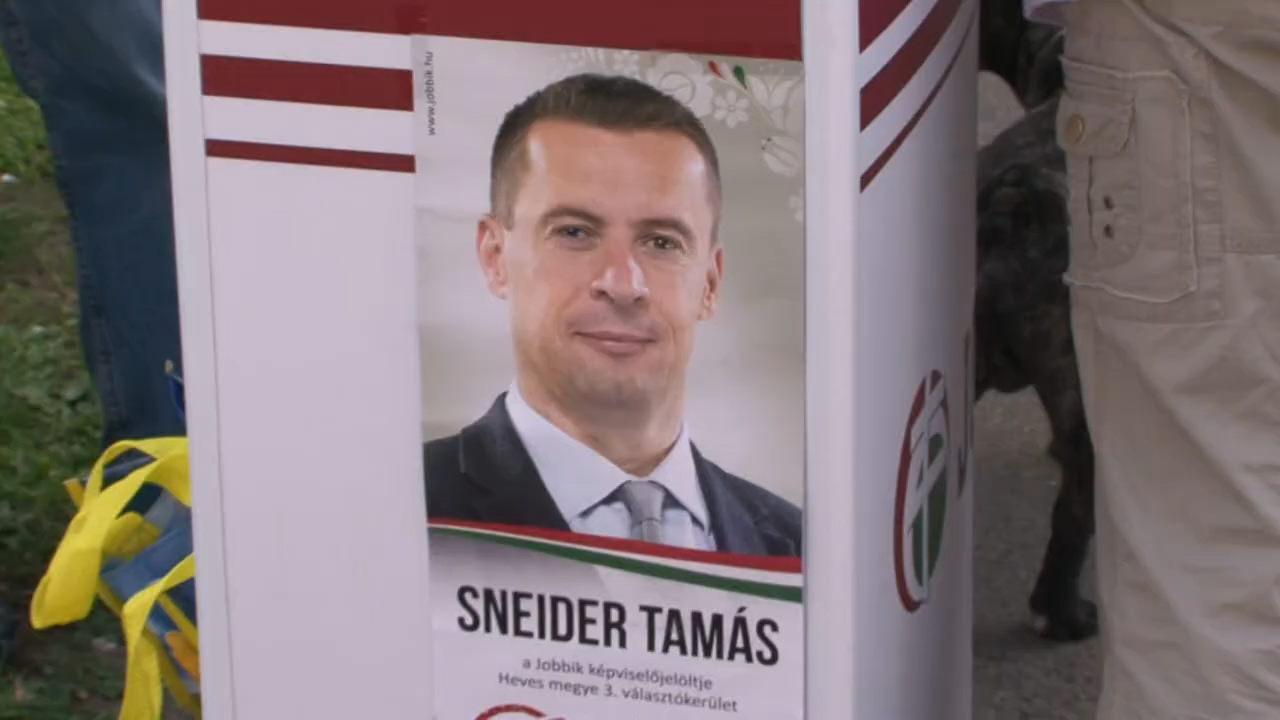 www.jobbik.hu
SNEIDER TAMÁS
a Jobbik képviselőjelöltje
Heves megye 3. választókerület